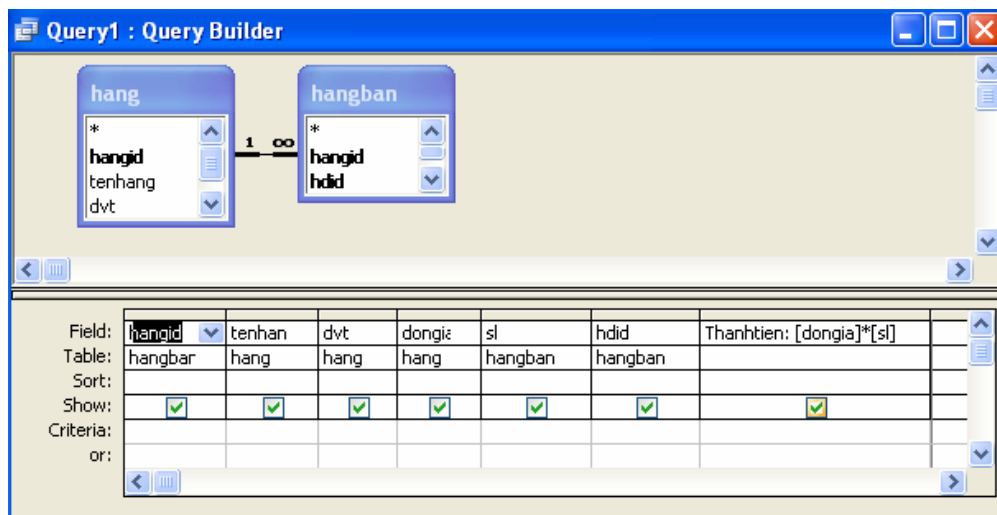 Query1 : Query Builder
hang
*
hangid
tenhang
dvt
1 ∞
hangban
*
hangid
hdid
Field: hangid tenhan dvt dongia sl hdid Thanhtien: [dongia]*[sl]
Table: hangbar hang hang hang hangban hangban
Sort:
Show:
Criteria:
or: